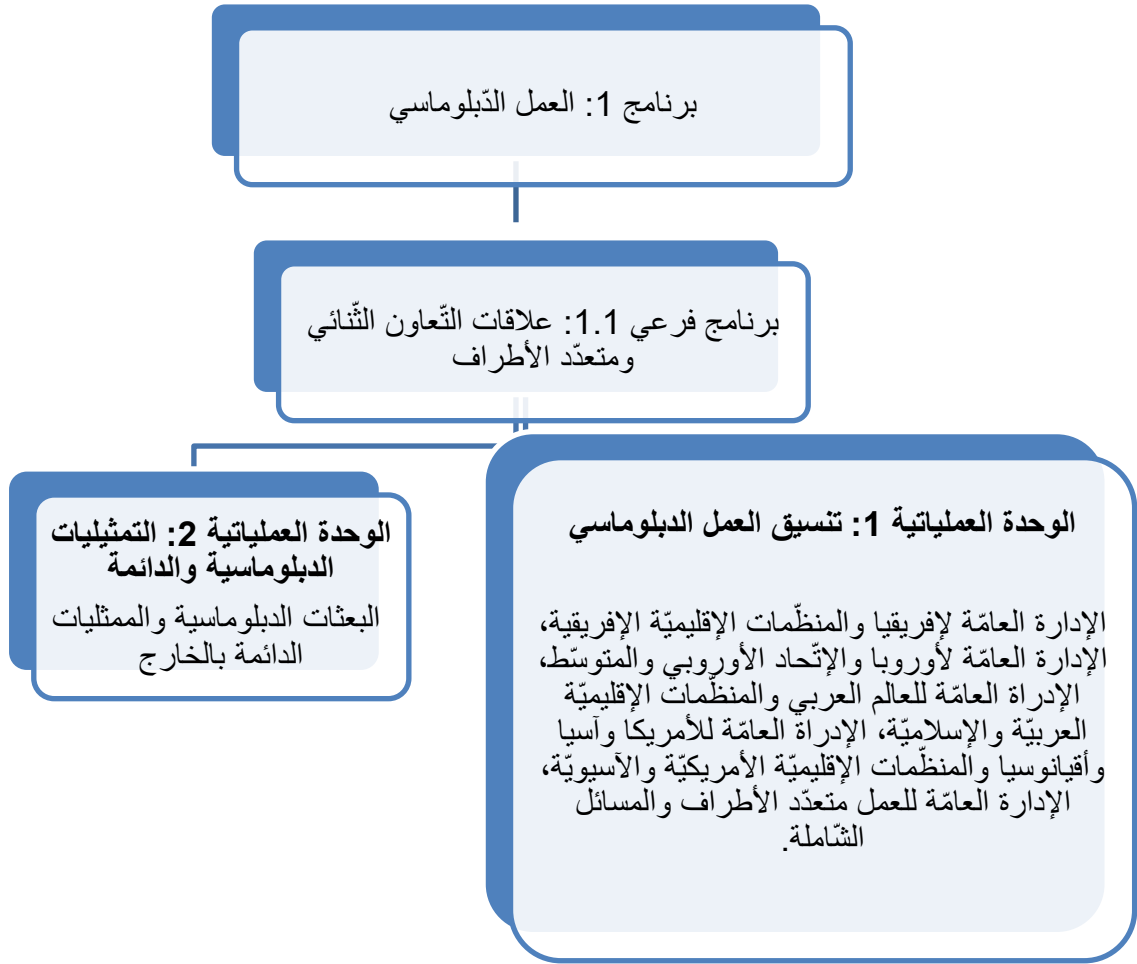 برنامج 1: العمل الدّبلوماسي
برنامج فرعي 1.1: علاقات التّعاون الثّنائي
ومتعدّد الأطراف
الوحدة العملياتية 1: تنسيق العمل الدبلوماسي
الإدارة العامّة لإفريقيا والمنظّمات الإقليميّة الإفريقية،
الإدارة العامّة لأوروبا والإتّحاد الأوروبي والمتوسّط،
الإدراة العامّة للعالم العربي والمنظّمات الإقليميّة
العربيّة والإسلاميّة، الإدراة العامّة للأمريكا وآسيا
وأقيانوسيا والمنظّمات الإقليميّة الأمريكيّة والآسيويّة،
الإدارة العامّة للعمل متعدّد الأطراف والمسائل
الشّاملة.
الوحدة العملياتية 2: التمثيليات
الدبلوماسية والدائمة
البعثات الدبلوماسية والممثليات
الدائمة بالخارج